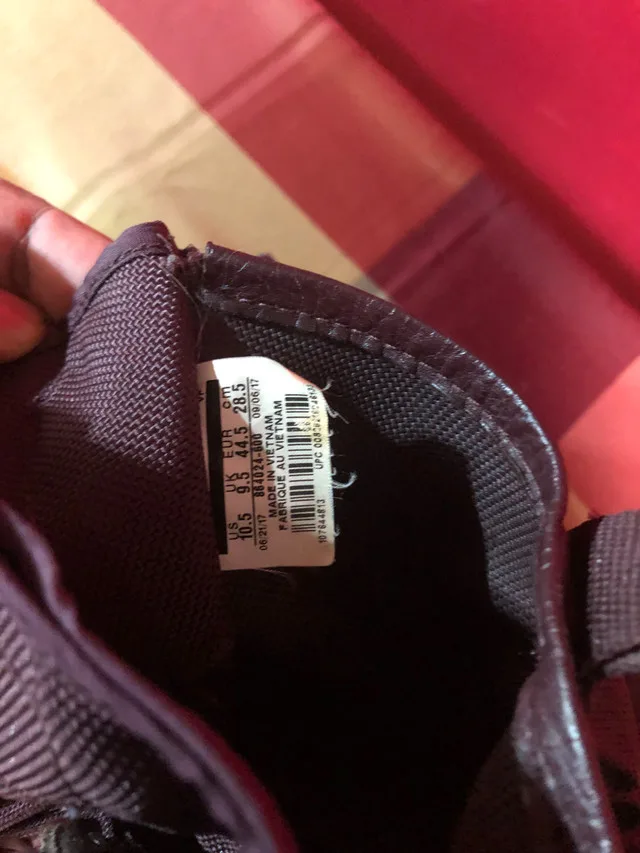 US UK EUR cm
10.5 9.5 44.5 28.5
884024-600
06/21/17 09/06/17
MADE IN VIETNAM
FABRIQUE AU VIETNAM
UPC
107644813